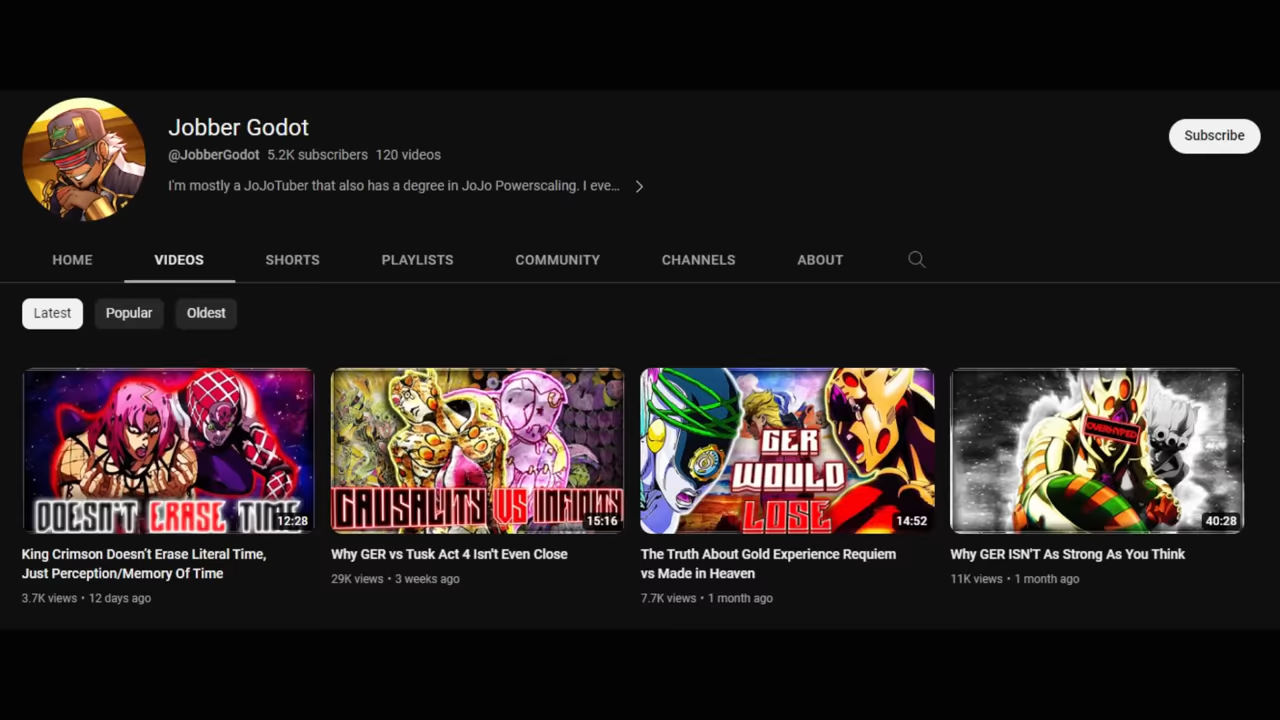 Jobber Godot
@JobberGodot 5.2K subscribers 120 videos
Subscribe
I'm mostly a JoJoTuber that also has a degree in JoJo Powerscaling. I eve...
HOME VIDEOS SHORTS PLAYLISTS COMMUNITY CHANNELS ABOUT
Latest Popular Oldest
DOESN'T ERASE TIME
12:28
CAUSALITY VS INFINITY
15:16
GER
WOULD
LOSE
14:52
OVERHYPED
40:28
King Crimson Doesn't Erase Literal Time,
Just Perception/Memory Of Time
3.7K views • 12 days ago
Why GER vs Tusk Act 4 Isn't Even Close
29K views • 3 weeks ago
The Truth About Gold Experience Requiem
vs Made in Heaven
7.7K views • 1 month ago
Why GER ISN'T As Strong As You Think
11K views • 1 month ago